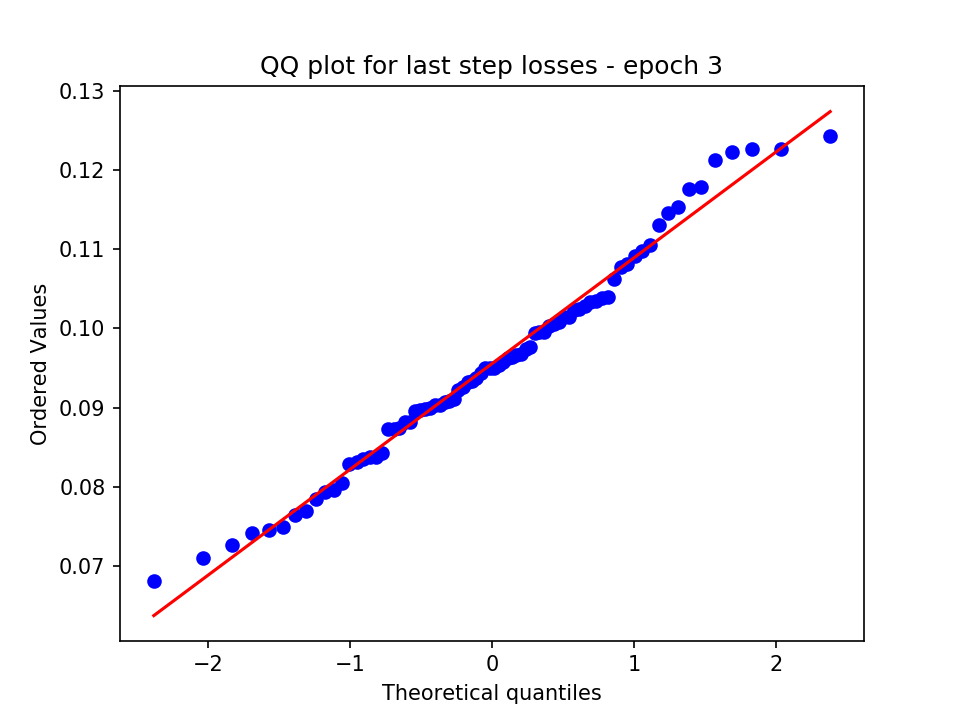 QQ plot for last step losses - epoch 3
0.13
0.12
0.11
0.10
0.09
0.08
0.07
Ordered Values
−2 −1 0 1 2
Theoretical quantiles